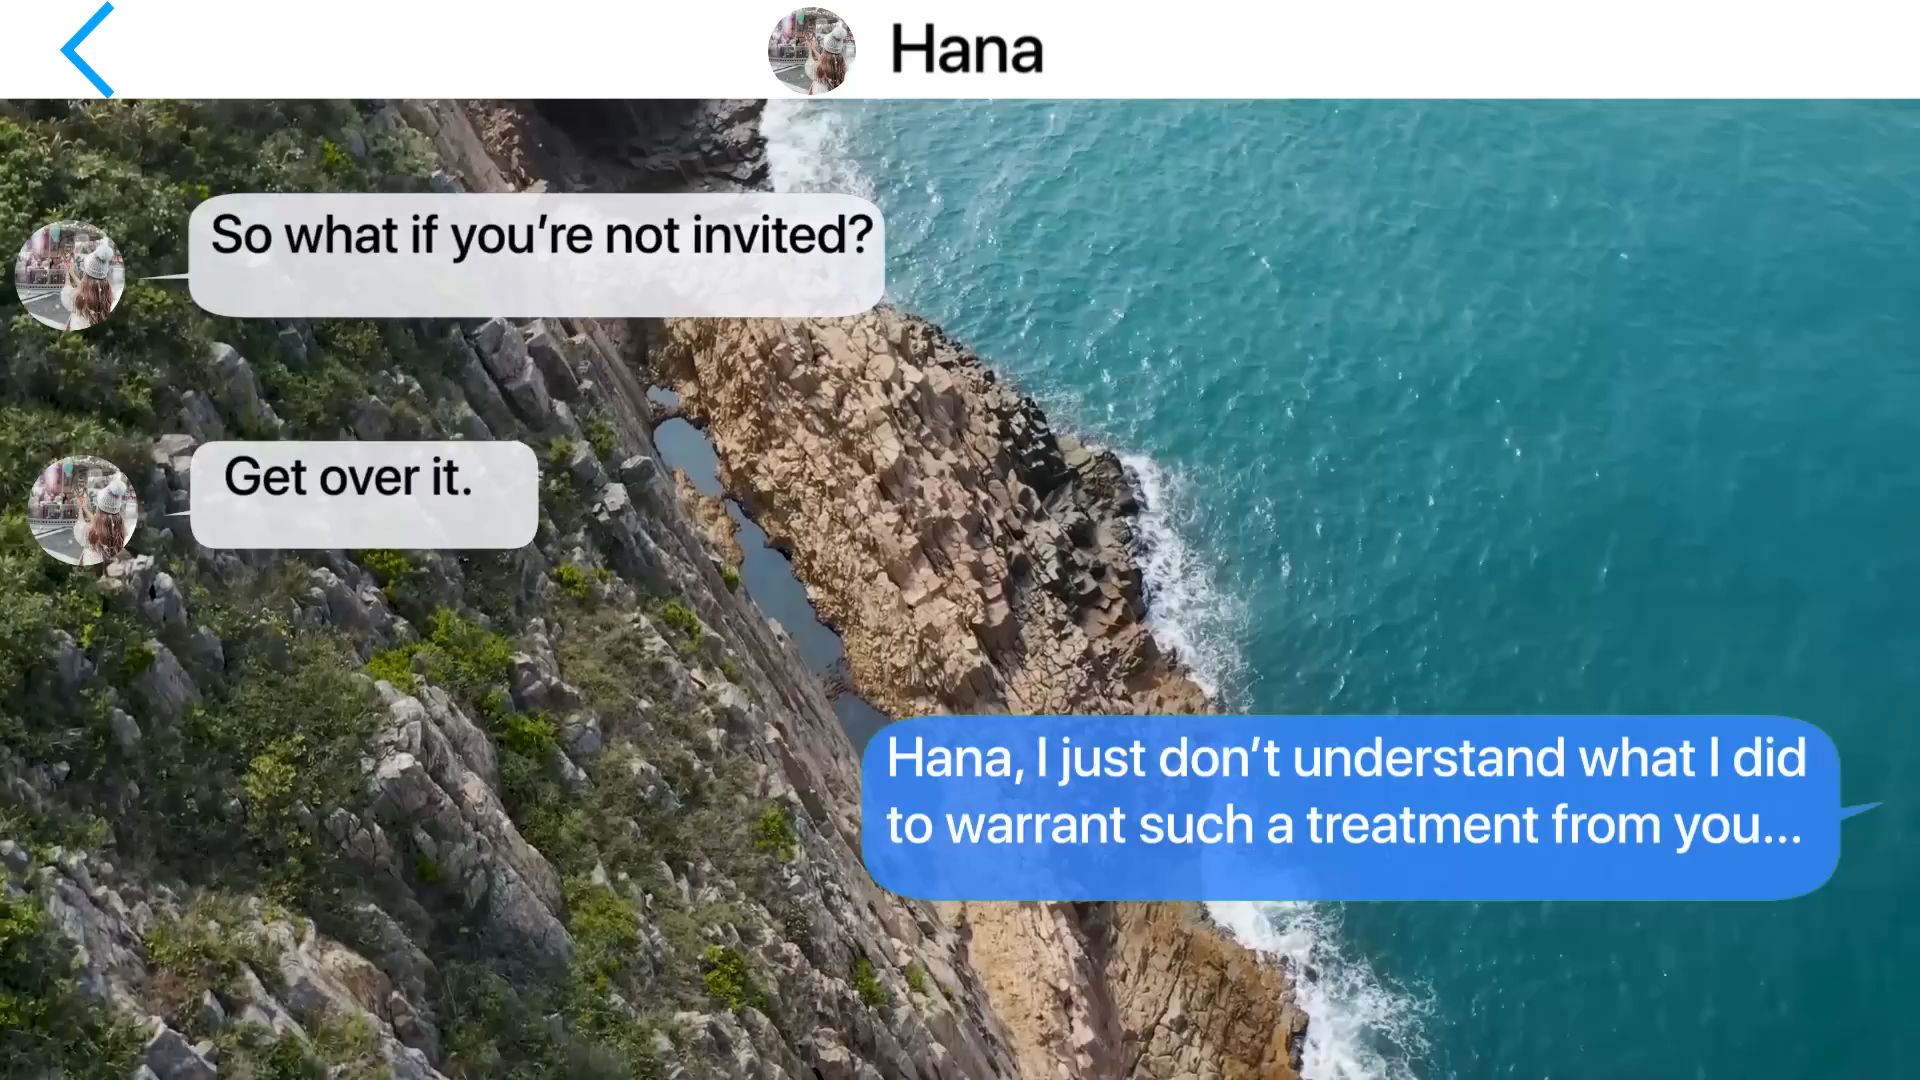 Hana
So what if you’re not invited?
Get over it.
Hana, I just don’t understand what I did
to warrant such a treatment from you...